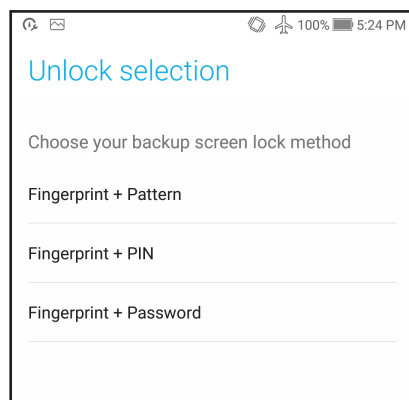 100% 5:24 PM
Unlock selection
Choose your backup screen lock method
Fingerprint + Pattern
Fingerprint + PIN
Fingerprint + Password